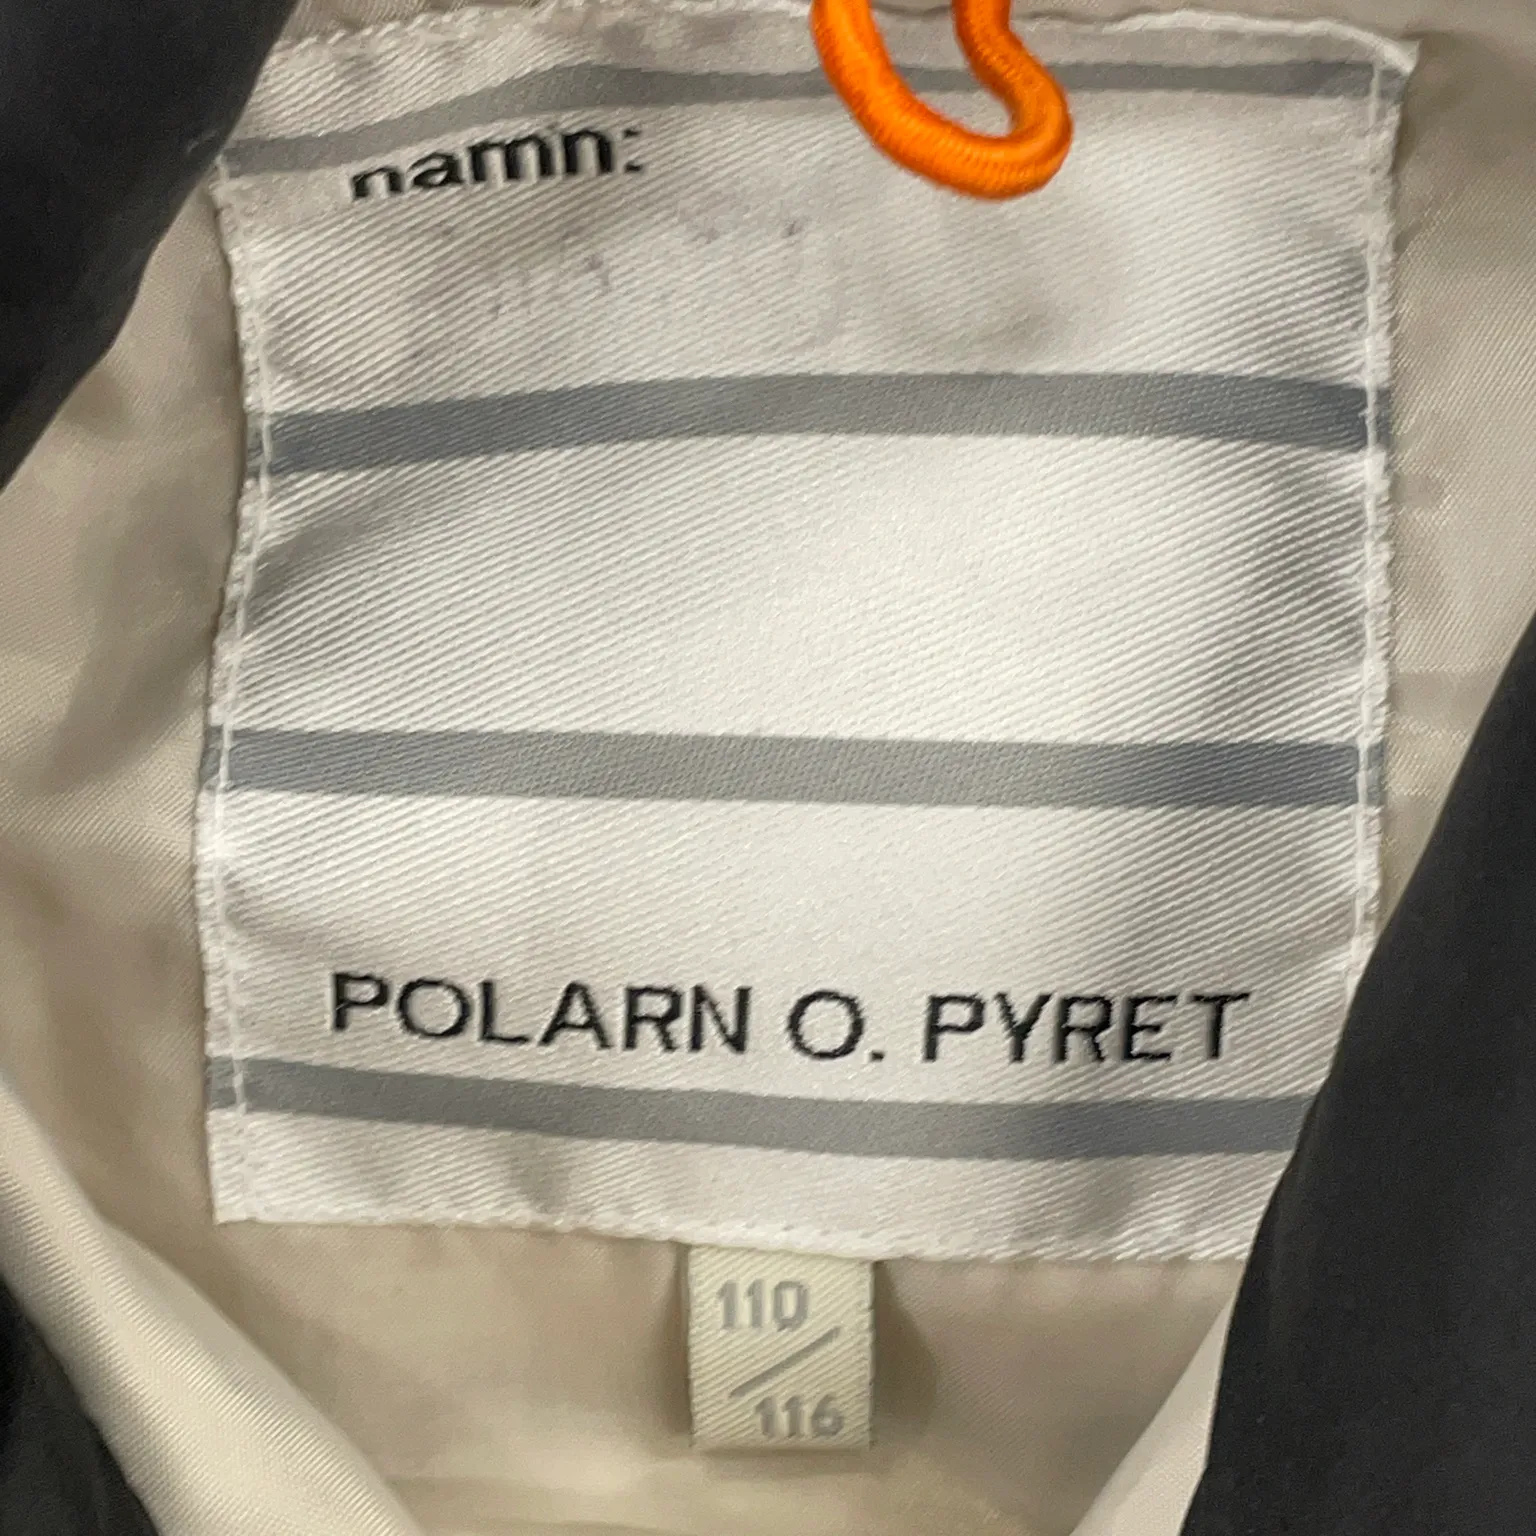 namn:
POLARN O. PYRET
110
116